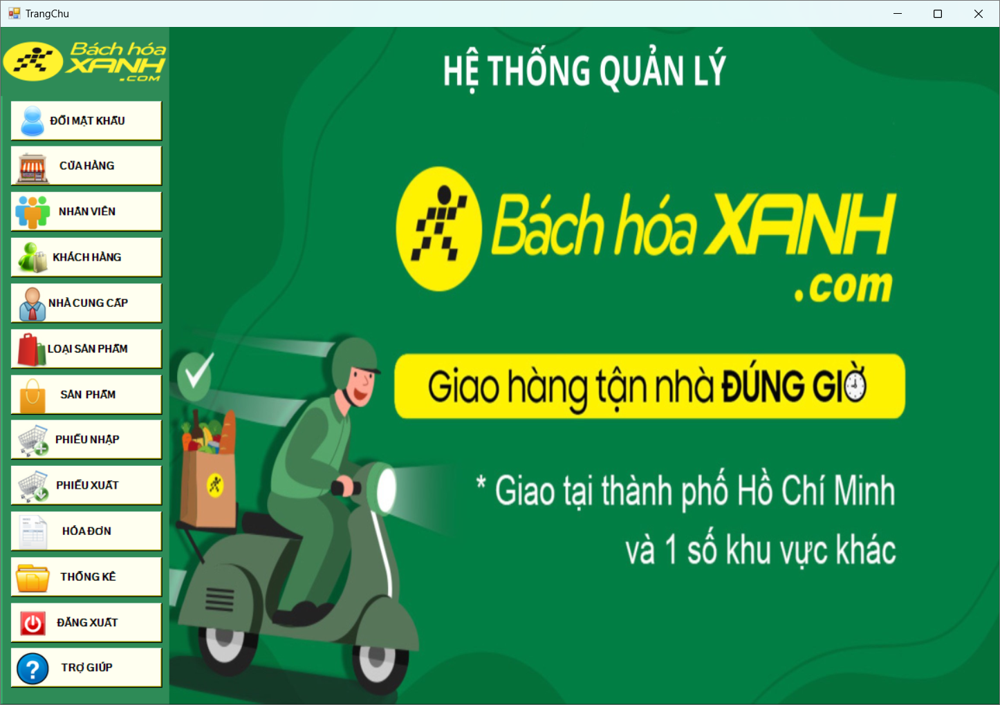 TrangChu
Bách hóa
XANH
.COM
ĐỔI MẬT KHẨU
CỬA HÀNG
NHÂN VIÊN
KHÁCH HÀNG
NHÀ CUNG CẤP
LOẠI SẢN PHẨM
SẢN PHẨM
PHIẾU NHẬP
PHIẾU XUẤT
HÓA ĐƠN
THỐNG KÊ
ĐĂNG XUẤT
TRỢ GIÚP
HỆ THỐNG QUẢN LÝ
Bách hóa XANH
.com
Giao hàng tận nhà ĐÚNG GIỜ
* Giao tại thành phố Hồ Chí Minh
và 1 số khu vực khác